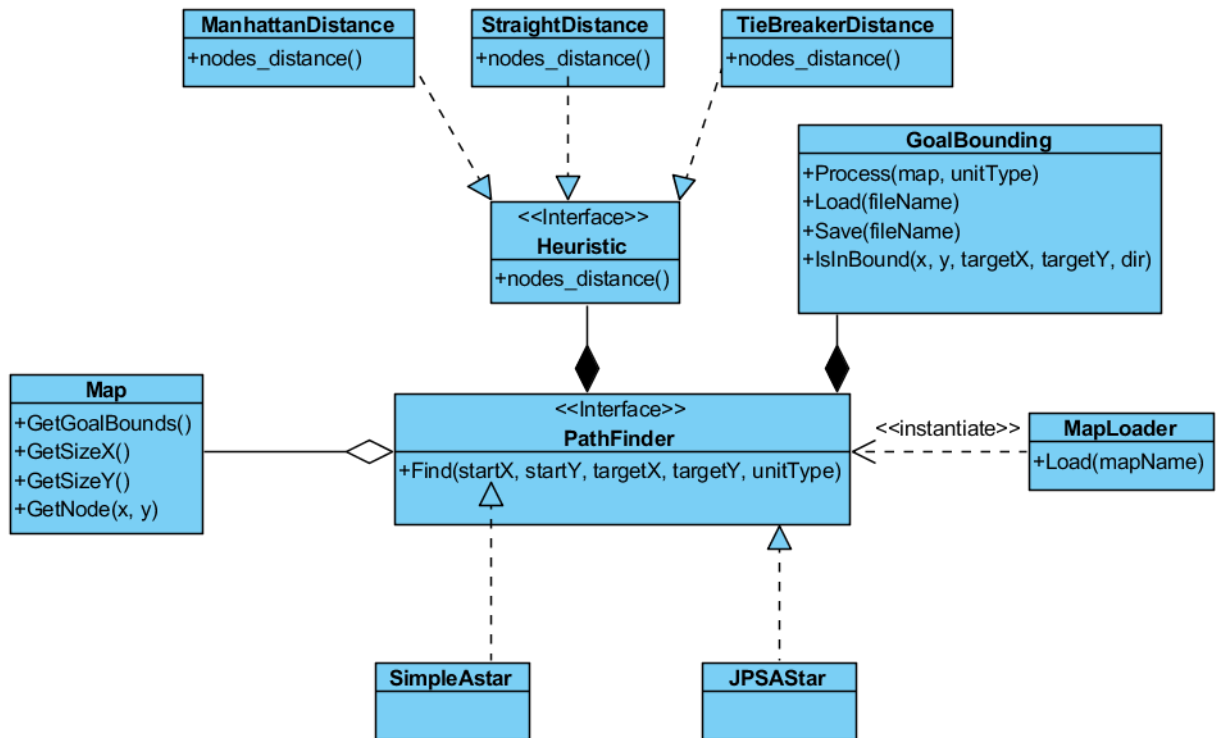 ManhattanDistance
+nodes_distance()
StraightDistance
+nodes_distance()
TieBreakerDistance
+nodes_distance()
GoalBounding
+Process(map, unitType)
+Load(fileName)
+Save(fileName)
+IsInBound(x, y, targetX, targetY, dir)
<<Interface>>
Heuristic
+nodes_distance()
Map
+GetGoalBounds()
+GetSizeX()
+GetSizeY()
+GetNode(x, y)
<<Interface>>
PathFinder
+Find(startX, startY, targetX, targetY, unitType)
<<instantiate>>
MapLoader
+Load(mapName)
SimpleAstar
JPSAStar